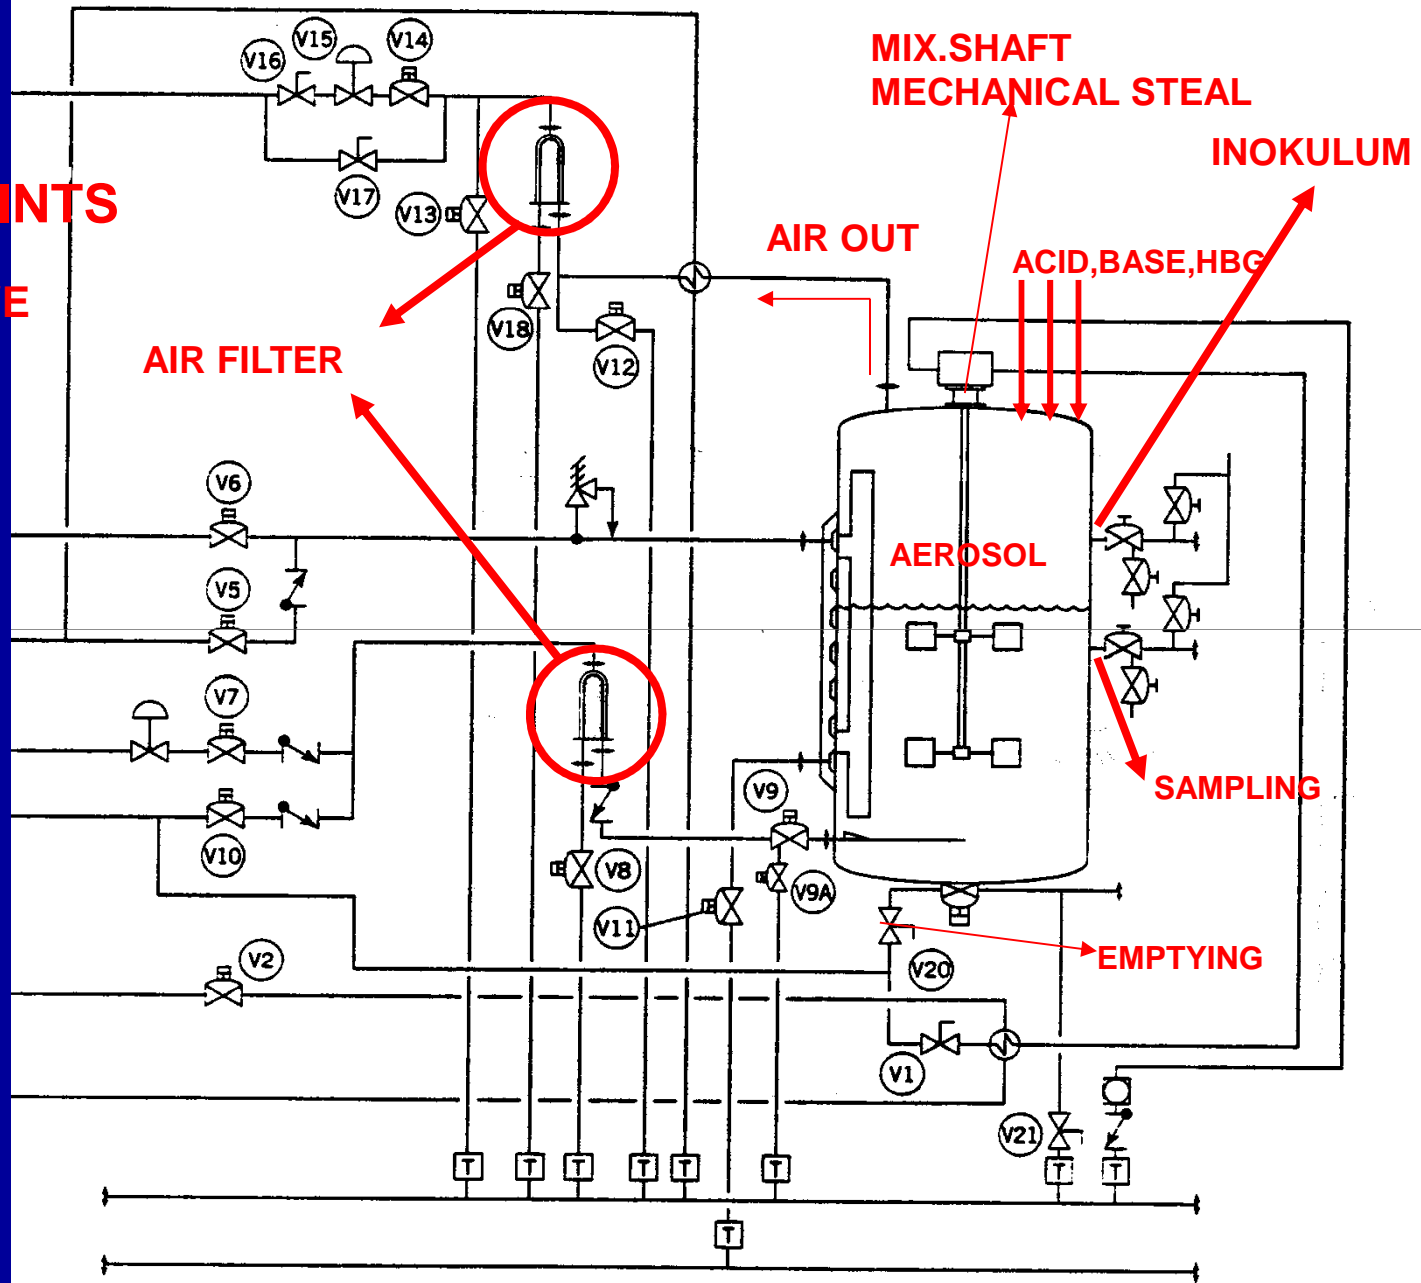 V15
V14
MIX.SHAFT
MECHANICAL STEAL
V16
INOKULUM
V17
INTS
V13
AIR OUT
ACID,BASE,HBG
E
V18
AIR FILTER
V12
V6
AEROSOL
V5
V7
SAMPLING
V9
V10
V8
V9A
V11
EMPTYING
V2
V20
V1
V21
T T T T T T T T
T